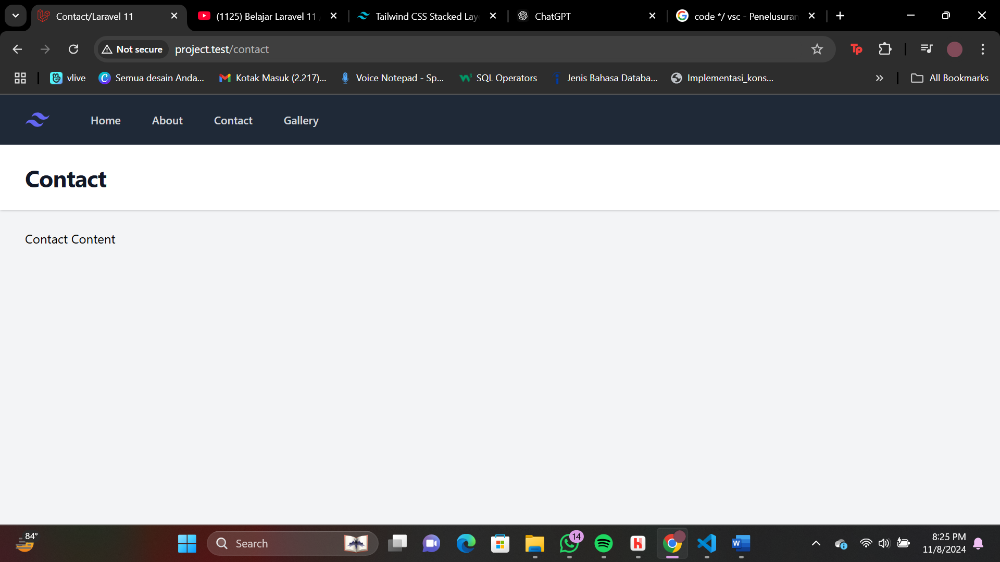 Contact/Laravel 11
(1125) Belajar Laravel 11
Tailwind CSS Stacked Lay
ChatGPT
code */ vsc - Penelusuran
Not secure
project.test/contact
Tp
vlive
Semua desain Anda...
Kotak Masuk (2.217)...
Voice Notepad - Sp...
SQL Operators
Jenis Bahasa Databa...
Implementasi_kons...
All Bookmarks
Home
About
Contact
Gallery
Contact
Contact Content
84°
Search
14
8:25 PM
11/8/2024